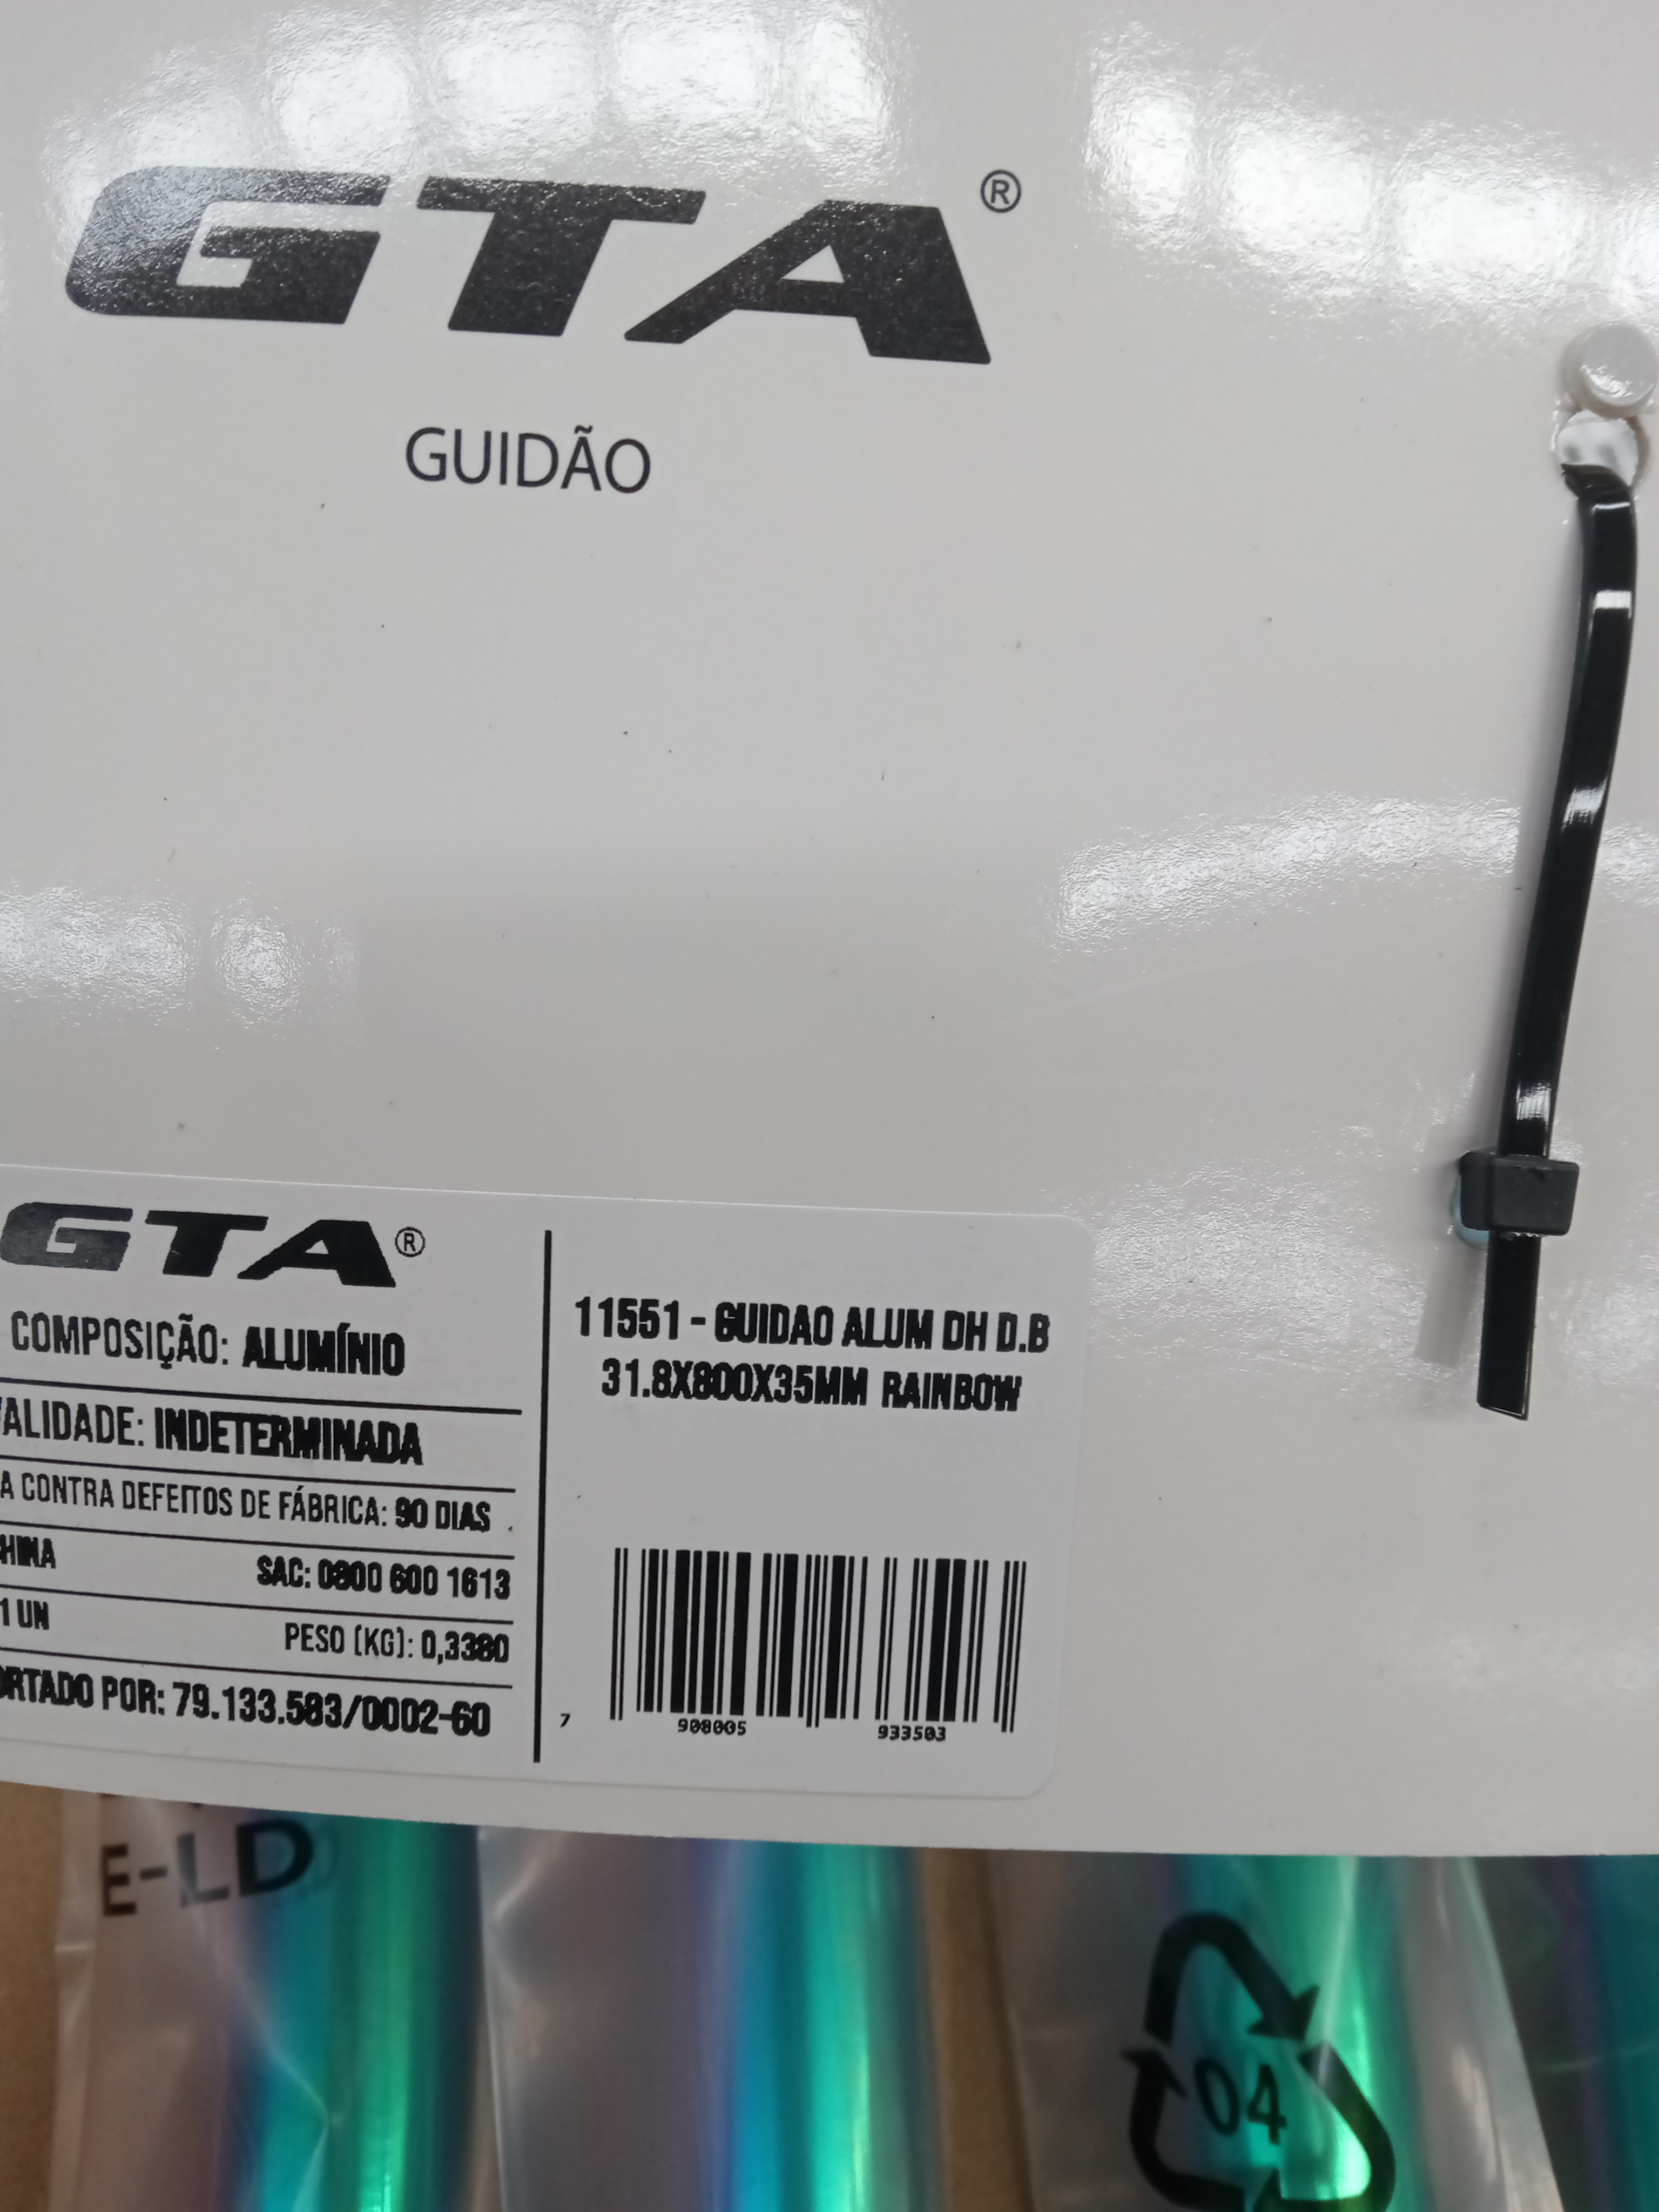 GTA®
GUIDÃO
GTA®
COMPOSIÇÃO: ALUMÍNIO
VALIDADE: INDETERMINADA
A CONTRA DEFEITOS DE FÁBRICA: 90 DIAS
HINA SAC: 0800 600 1613
1 UN PESO (KG): 0,3380
ORTADO POR: 79.133.583/0002-60
11551 - GUIDAO ALUM DH D.B
31.8X800X35MM RAINBOW
7 908005 933503
E-LD
04